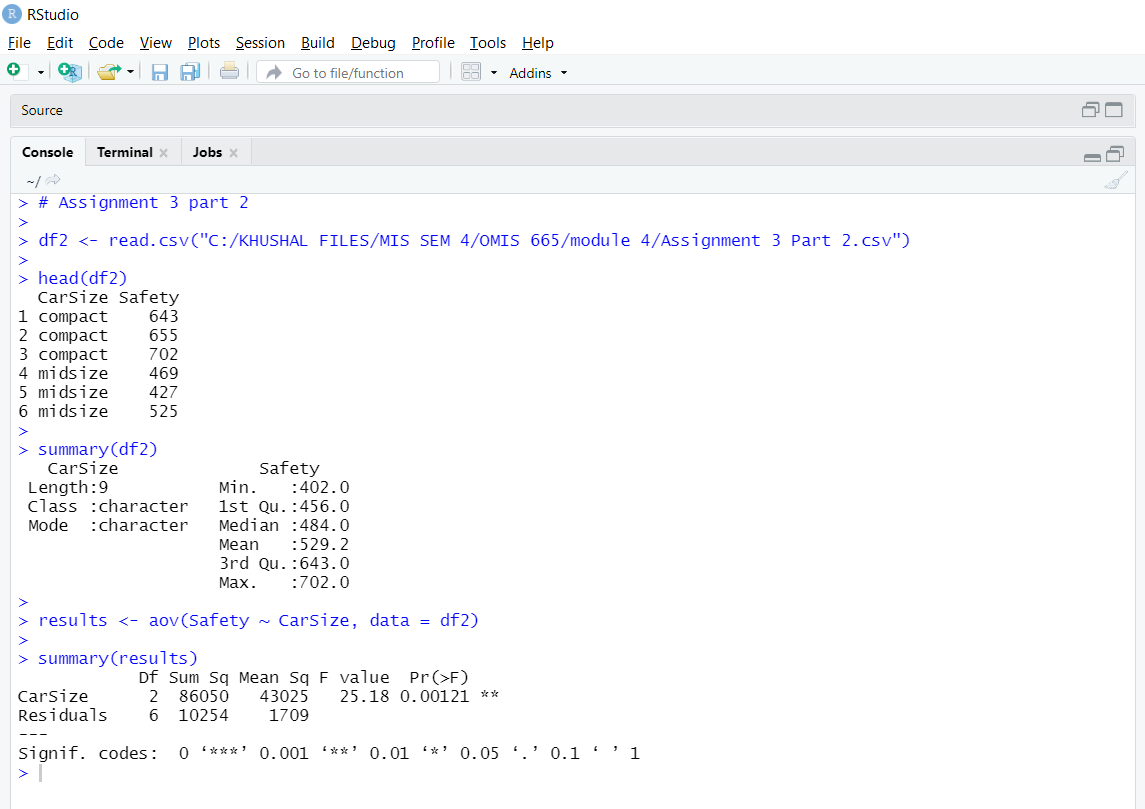 RStudio
File Edit Code View Plots Session Build Debug Profile Tools Help
Go to file/function Addins
Source
Console Terminal Jobs
~/
> # Assignment 3 part 2
>
> df2 <- read.csv("C:/KHUSHAL FILES/MIS SEM 4/OMIS 665/module 4/Assignment 3 Part 2.csv")
>
> head(df2)
  CarSize Safety
1 compact    643
2 compact    655
3 compact    702
4 midsize    469
5 midsize    427
6 midsize    525
>
> summary(df2)
   CarSize              Safety
 Length:9           Min.   :402.0
 Class :character   1st Qu.:456.0
 Mode  :character   Median :484.0
                    Mean   :529.2
                    3rd Qu.:643.0
                    Max.   :702.0
>
> results <- aov(Safety ~ CarSize, data = df2)
>
> summary(results)
            Df Sum Sq Mean Sq F value  Pr(>F)
CarSize      2  86050   43025   25.18 0.00121 **
Residuals    6  10254    1709
---
Signif. codes:  0 ‘***’ 0.001 ‘**’ 0.01 ‘*’ 0.05 ‘.’ 0.1 ‘ ’ 1
>